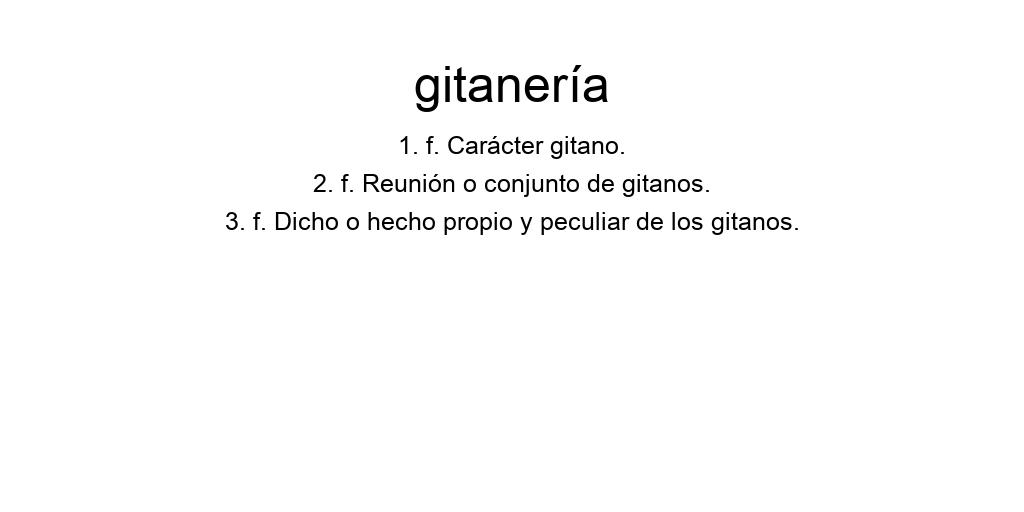 gitanería
1. f. Carácter gitano.
2. f. Reunión o conjunto de gitanos.
3. f. Dicho o hecho propio y peculiar de los gitanos.